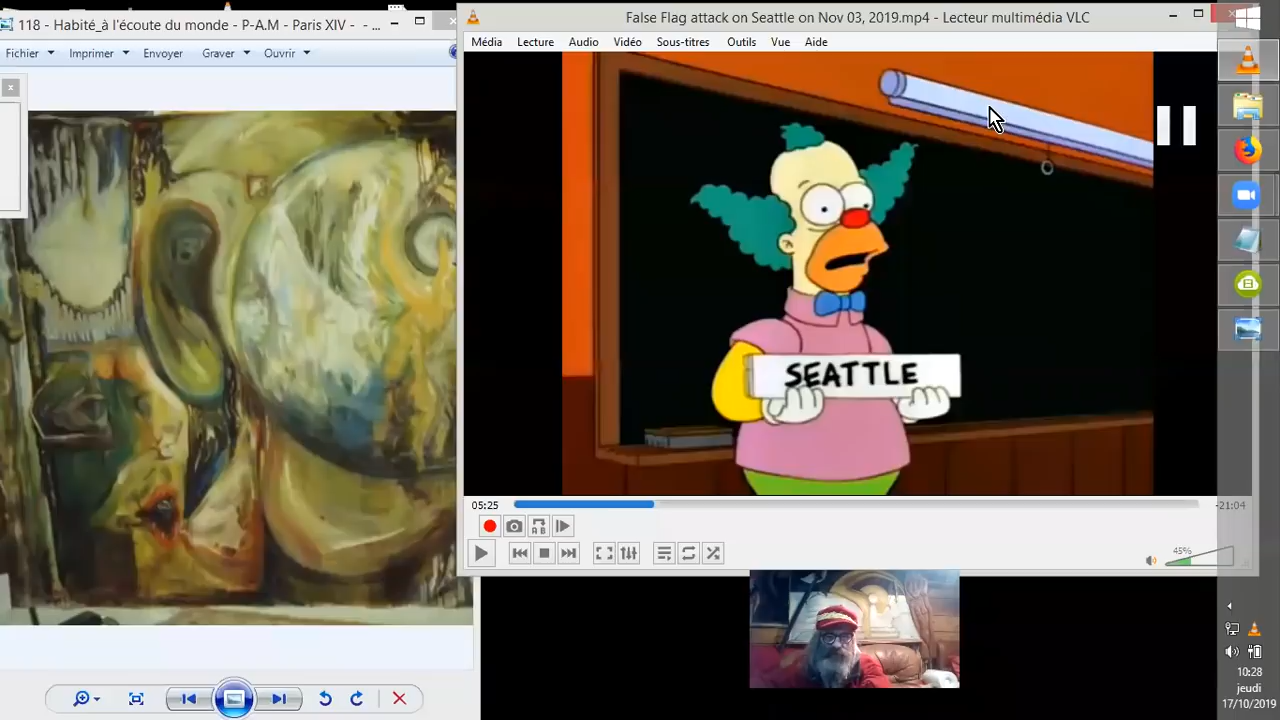 118 - Habité_à l'écoute du monde - P-A-M - Paris XIV - - ...
Fichier Imprimer Envoyer Graver Ouvrir
False Flag attack on Seattle on Nov 03, 2019.mp4 - Lecteur multimédia VLC
Média Lecture Audio Vidéo Sous-titres Outils Vue Aide
SEATTLE
05:25
-21:04
45%
10:28
jeudi
17/10/2019